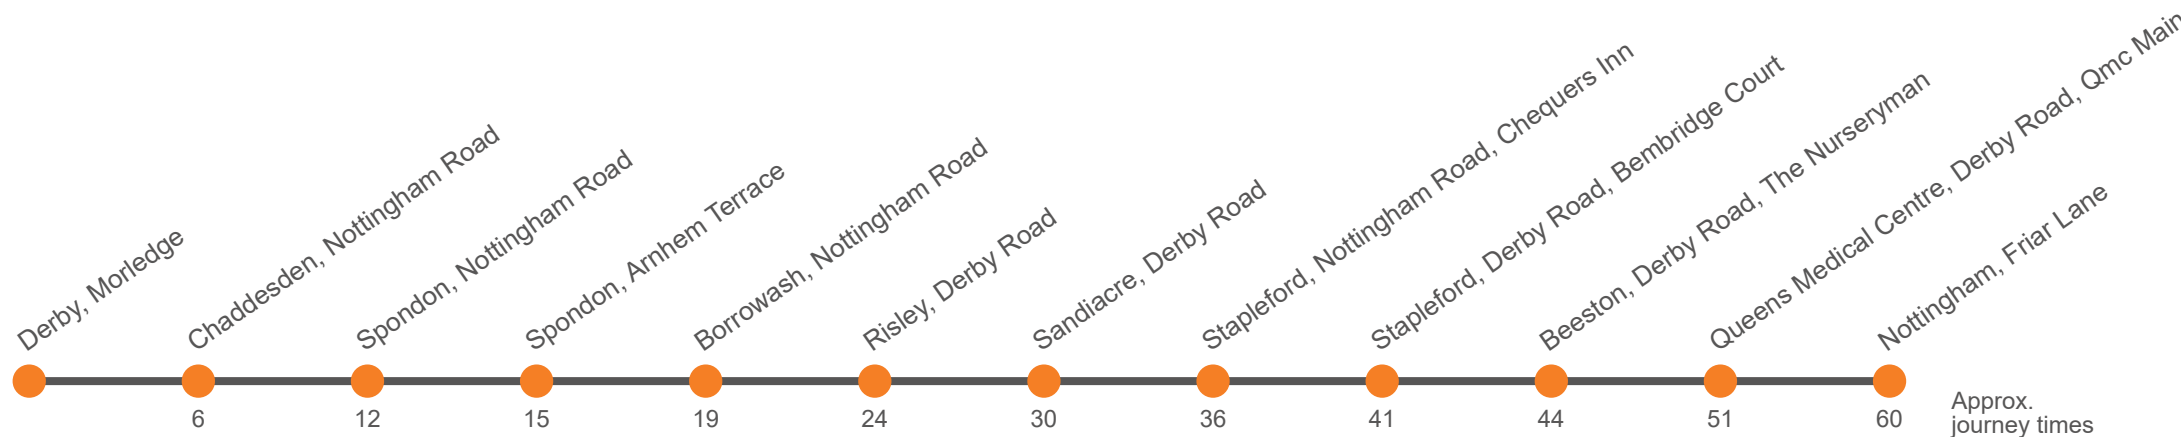 Derby, Morledge
Chaddesden, Nottingham Road
Spondon, Nottingham Road
Spondon, Arnhem Terrace
Borrowash, Nottingham Road
Risley, Derby Road
Sandiacre, Derby Road
Stapleford, Nottingham Road, Chequers Inn
Stapleford, Derby Road, Bembridge Court
Beeston, Derby Road, The Nurseryman
Queens Medical Centre, Derby Road, Qmc Main
Nottingham, Friar Lane
6 12 15 19 24 30 36 41 44 51 60
Approx.
journey times